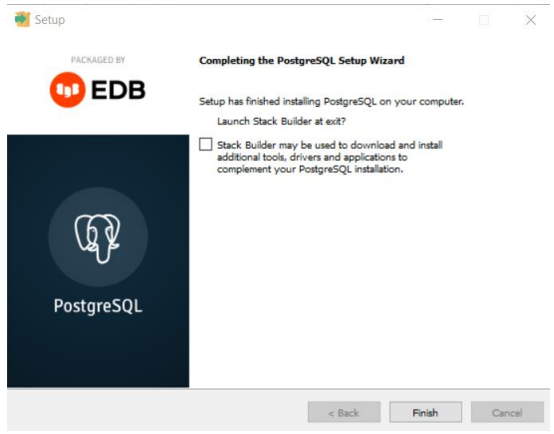 Setup
PACKAGED BY
EDB
Completing the PostgreSQL Setup Wizard
Setup has finished installing PostgreSQL on your computer.
Launch Stack Builder at exit?
Stack Builder may be used to download and install
additional tools, drivers and applications to
complement your PostgreSQL installation.
PostgreSQL
< Back
Finish
Cancel